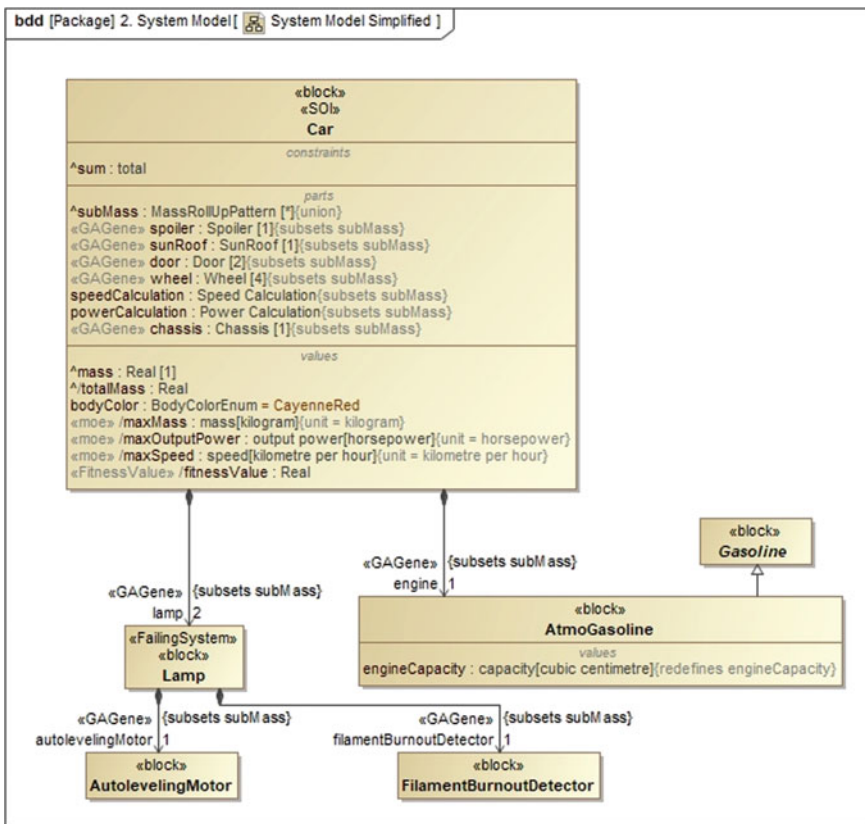 bdd [Package] 2. System Model[ System Model Simplified ]
«block»
«SOI»
Car
constraints
^sum : total
parts
^subMass : MassRollUpPattern [*]{union}
«GAGene» spoiler : Spoiler [1]{subsets subMass}
«GAGene» sunRoof : SunRoof [1]{subsets subMass}
«GAGene» door : Door [2]{subsets subMass}
«GAGene» wheel : Wheel [4]{subsets subMass}
speedCalculation : Speed Calculation{subsets subMass}
powerCalculation : Power Calculation{subsets subMass}
«GAGene» chassis : Chassis [1]{subsets subMass}
values
^mass : Real [1]
^/totalMass : Real
bodyColor : BodyColorEnum = CayenneRed
«moe» /maxMass : mass[kilogram]{unit = kilogram}
«moe» /maxOutputPower : output power[horsepower]{unit = horsepower}
«moe» /maxSpeed : speed[kilometre per hour]{unit = kilometre per hour}
«FitnessValue» /fitnessValue : Real
«block»
Gasoline
«GAGene» {subsets subMass}
engine 1
«block»
AtmoGasoline
values
engineCapacity : capacity[cubic centimetre]{redefines engineCapacity}
«GAGene» {subsets subMass}
lamp 2
«FailingSystem»
«block»
Lamp
«GAGene» {subsets subMass}
autolevelingMotor 1
«block»
AutolevelingMotor
«GAGene» {subsets subMass}
filamentBurnoutDetector 1
«block»
FilamentBurnoutDetector